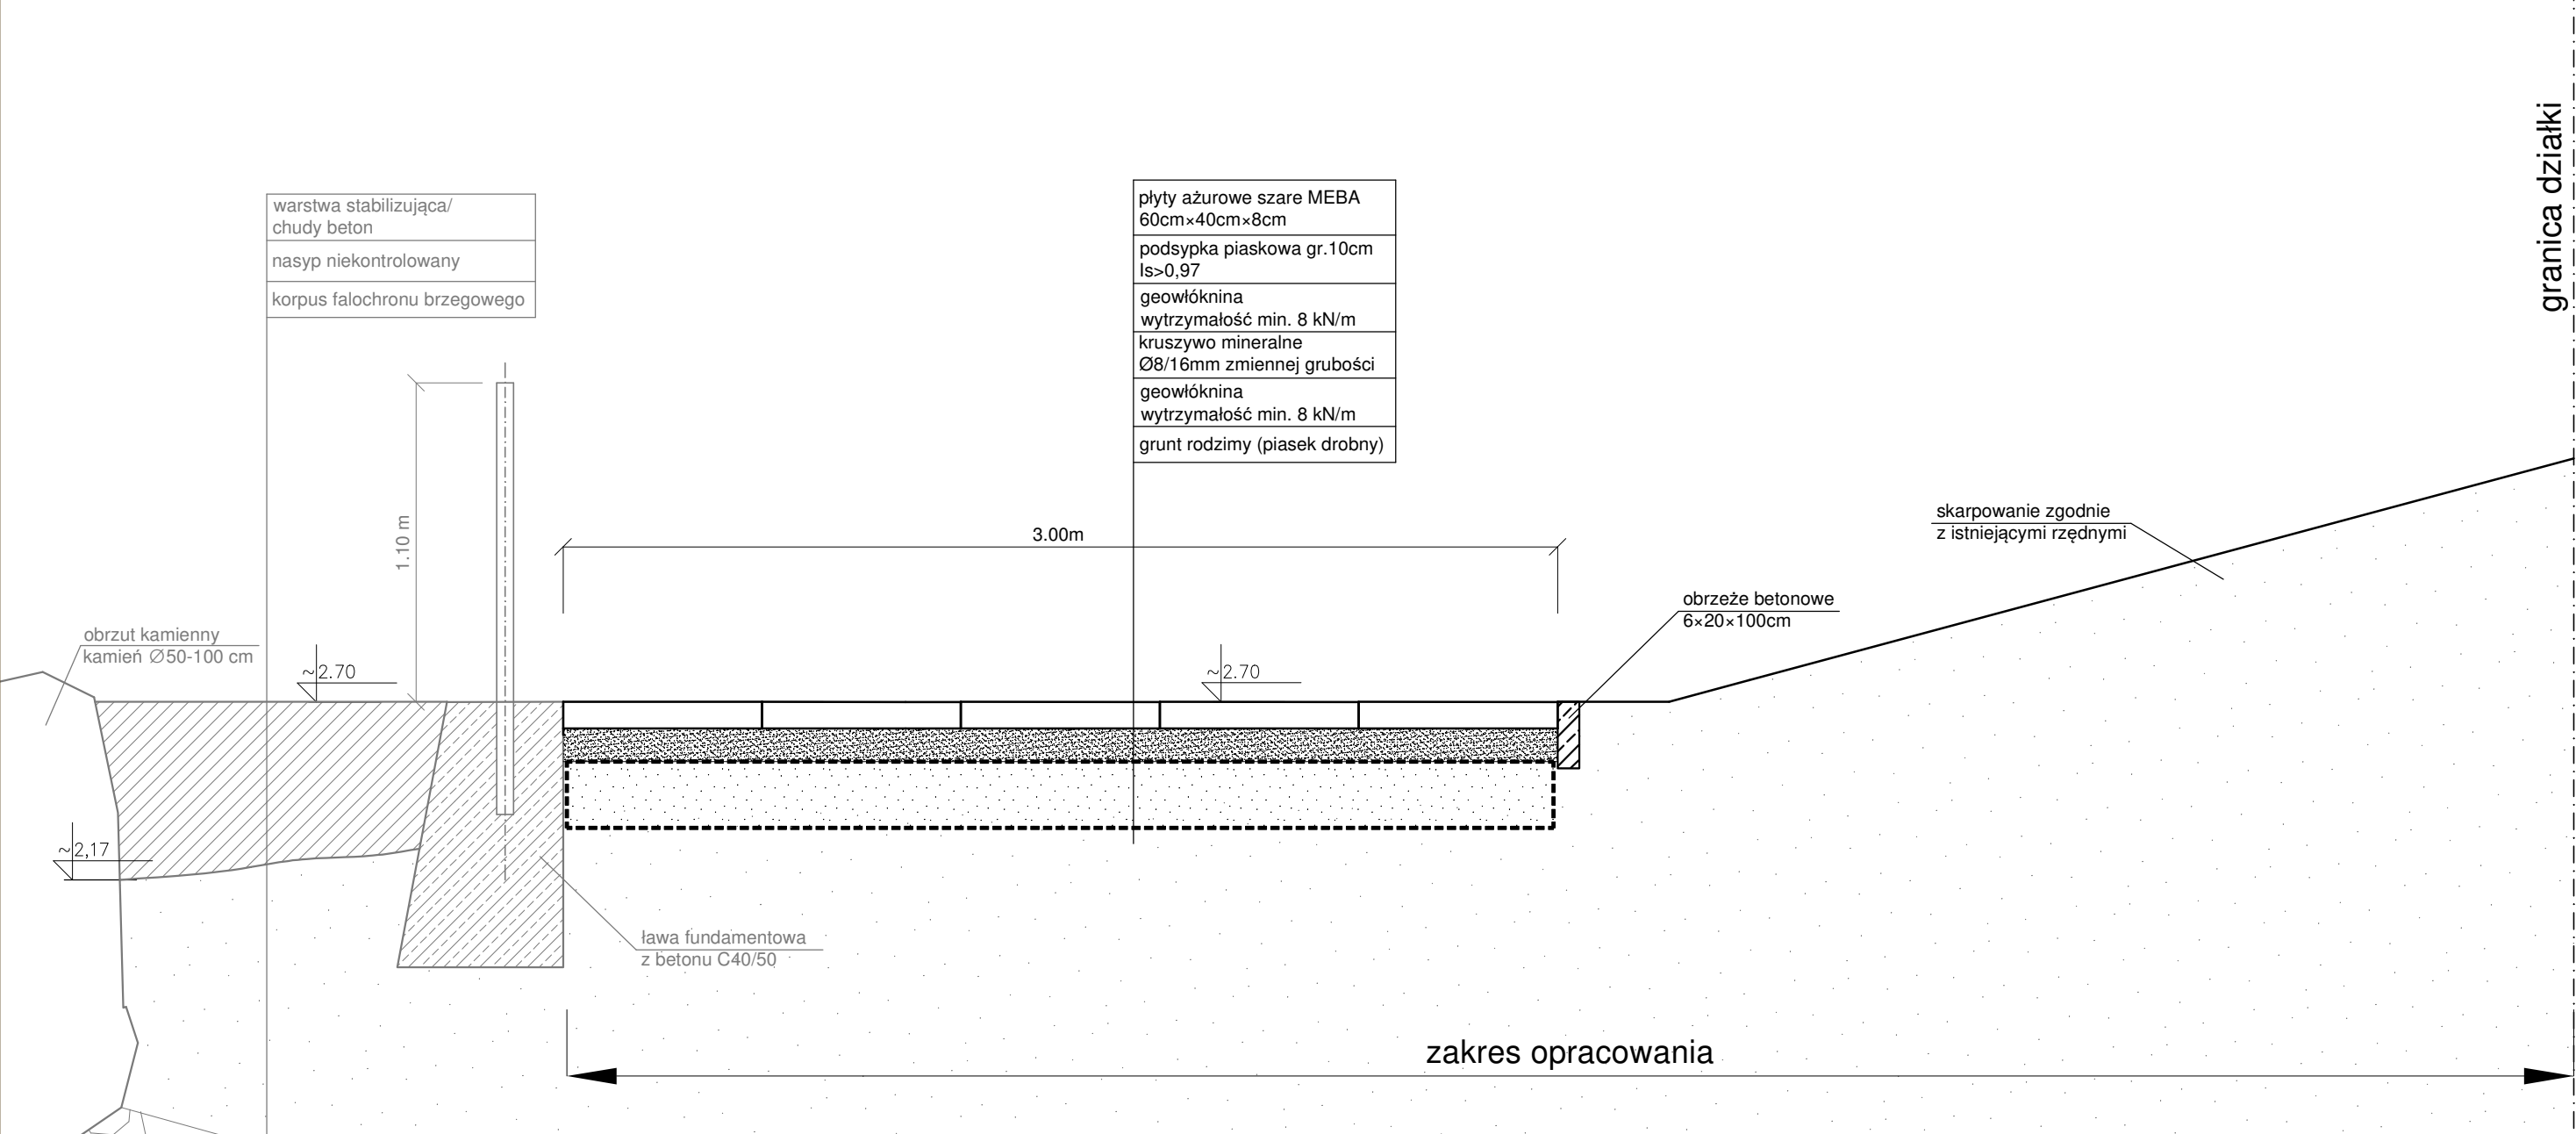 granica działki
płyty ażurowe szare MEBA
60cm×40cm×8cm
podsypka piaskowa gr.10cm
Is>0,97
geowłóknina
wytrzymałość min. 8 kN/m
kruszywo mineralne
Ø8/16mm zmiennej grubości
geowłóknina
wytrzymałość min. 8 kN/m
grunt rodzimy (piasek drobny)
warstwa stabilizująca/
chudy beton
nasyp niekontrolowany
korpus falochronu brzegowego
1.10 m
3.00m
skarpowanie zgodnie
z istniejącymi rzędnymi
obrzeże betonowe
6×20×100cm
obrzut kamienny
kamień Ø50-100 cm
~2.70
~2.70
~2,17
ława fundamentowa
z betonu C40/50
zakres opracowania